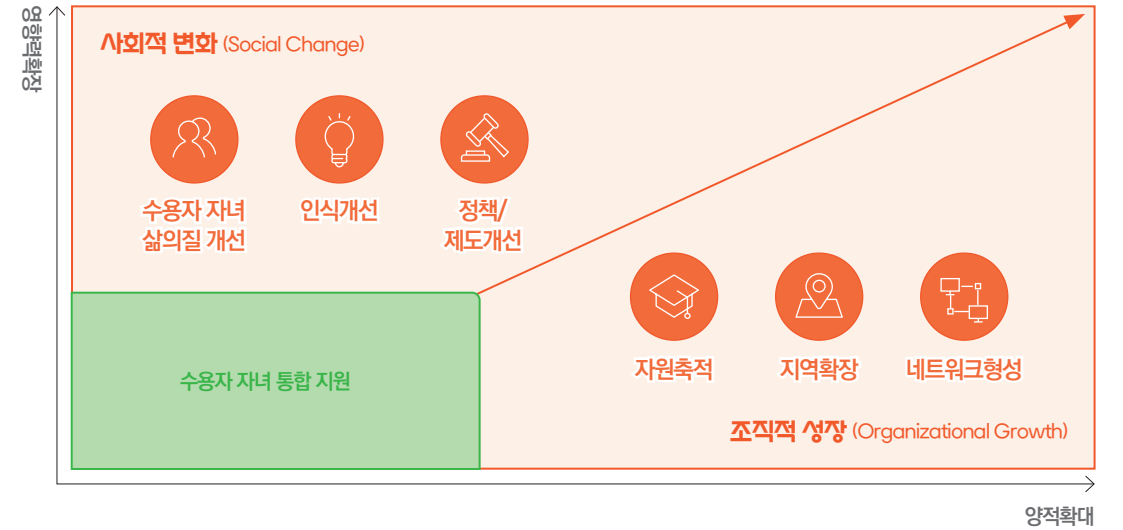 영향력확장
사회적 변화 (Social Change)
수용자 자녀
삶의질 개선
인식개선
정책/
제도개선
수용자 자녀 통합 지원
자원축적
지역확장
네트워크형성
조직적 성장 (Organizational Growth)
양적확대